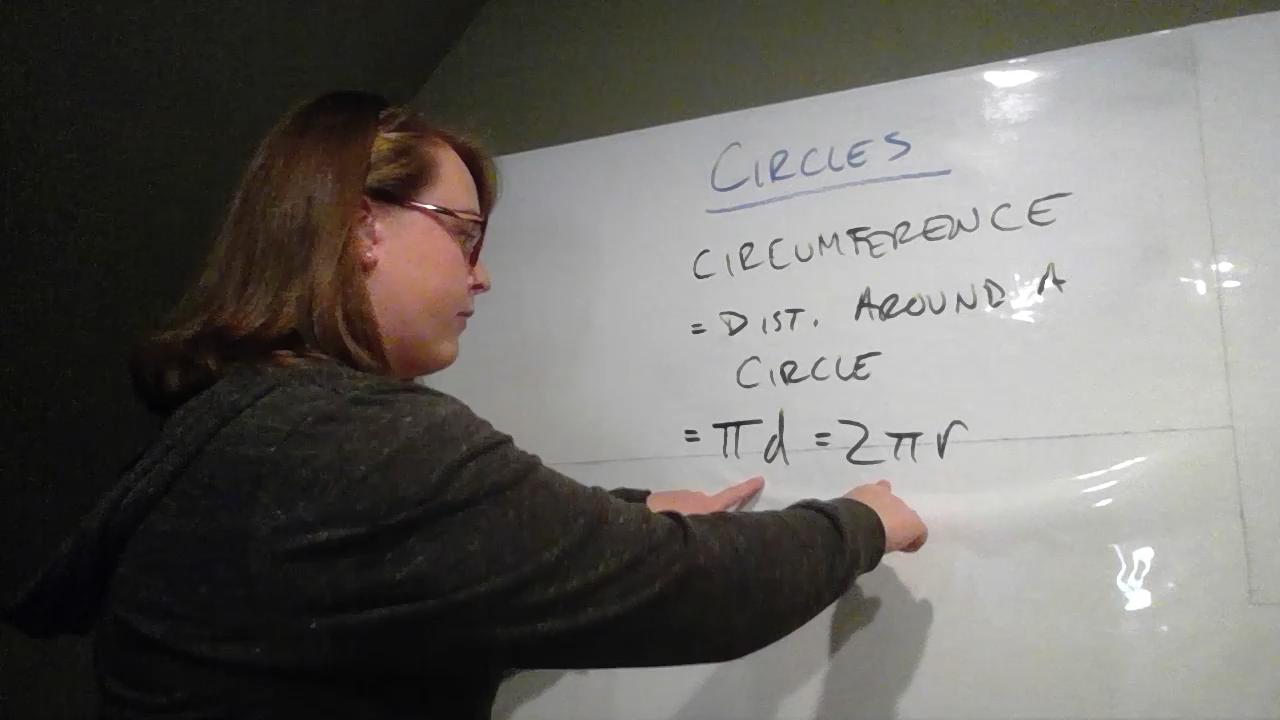 CIRCLES
CIRCUMFERENCE
= DIST. AROUND A
CIRCLE
= πd = 2πr